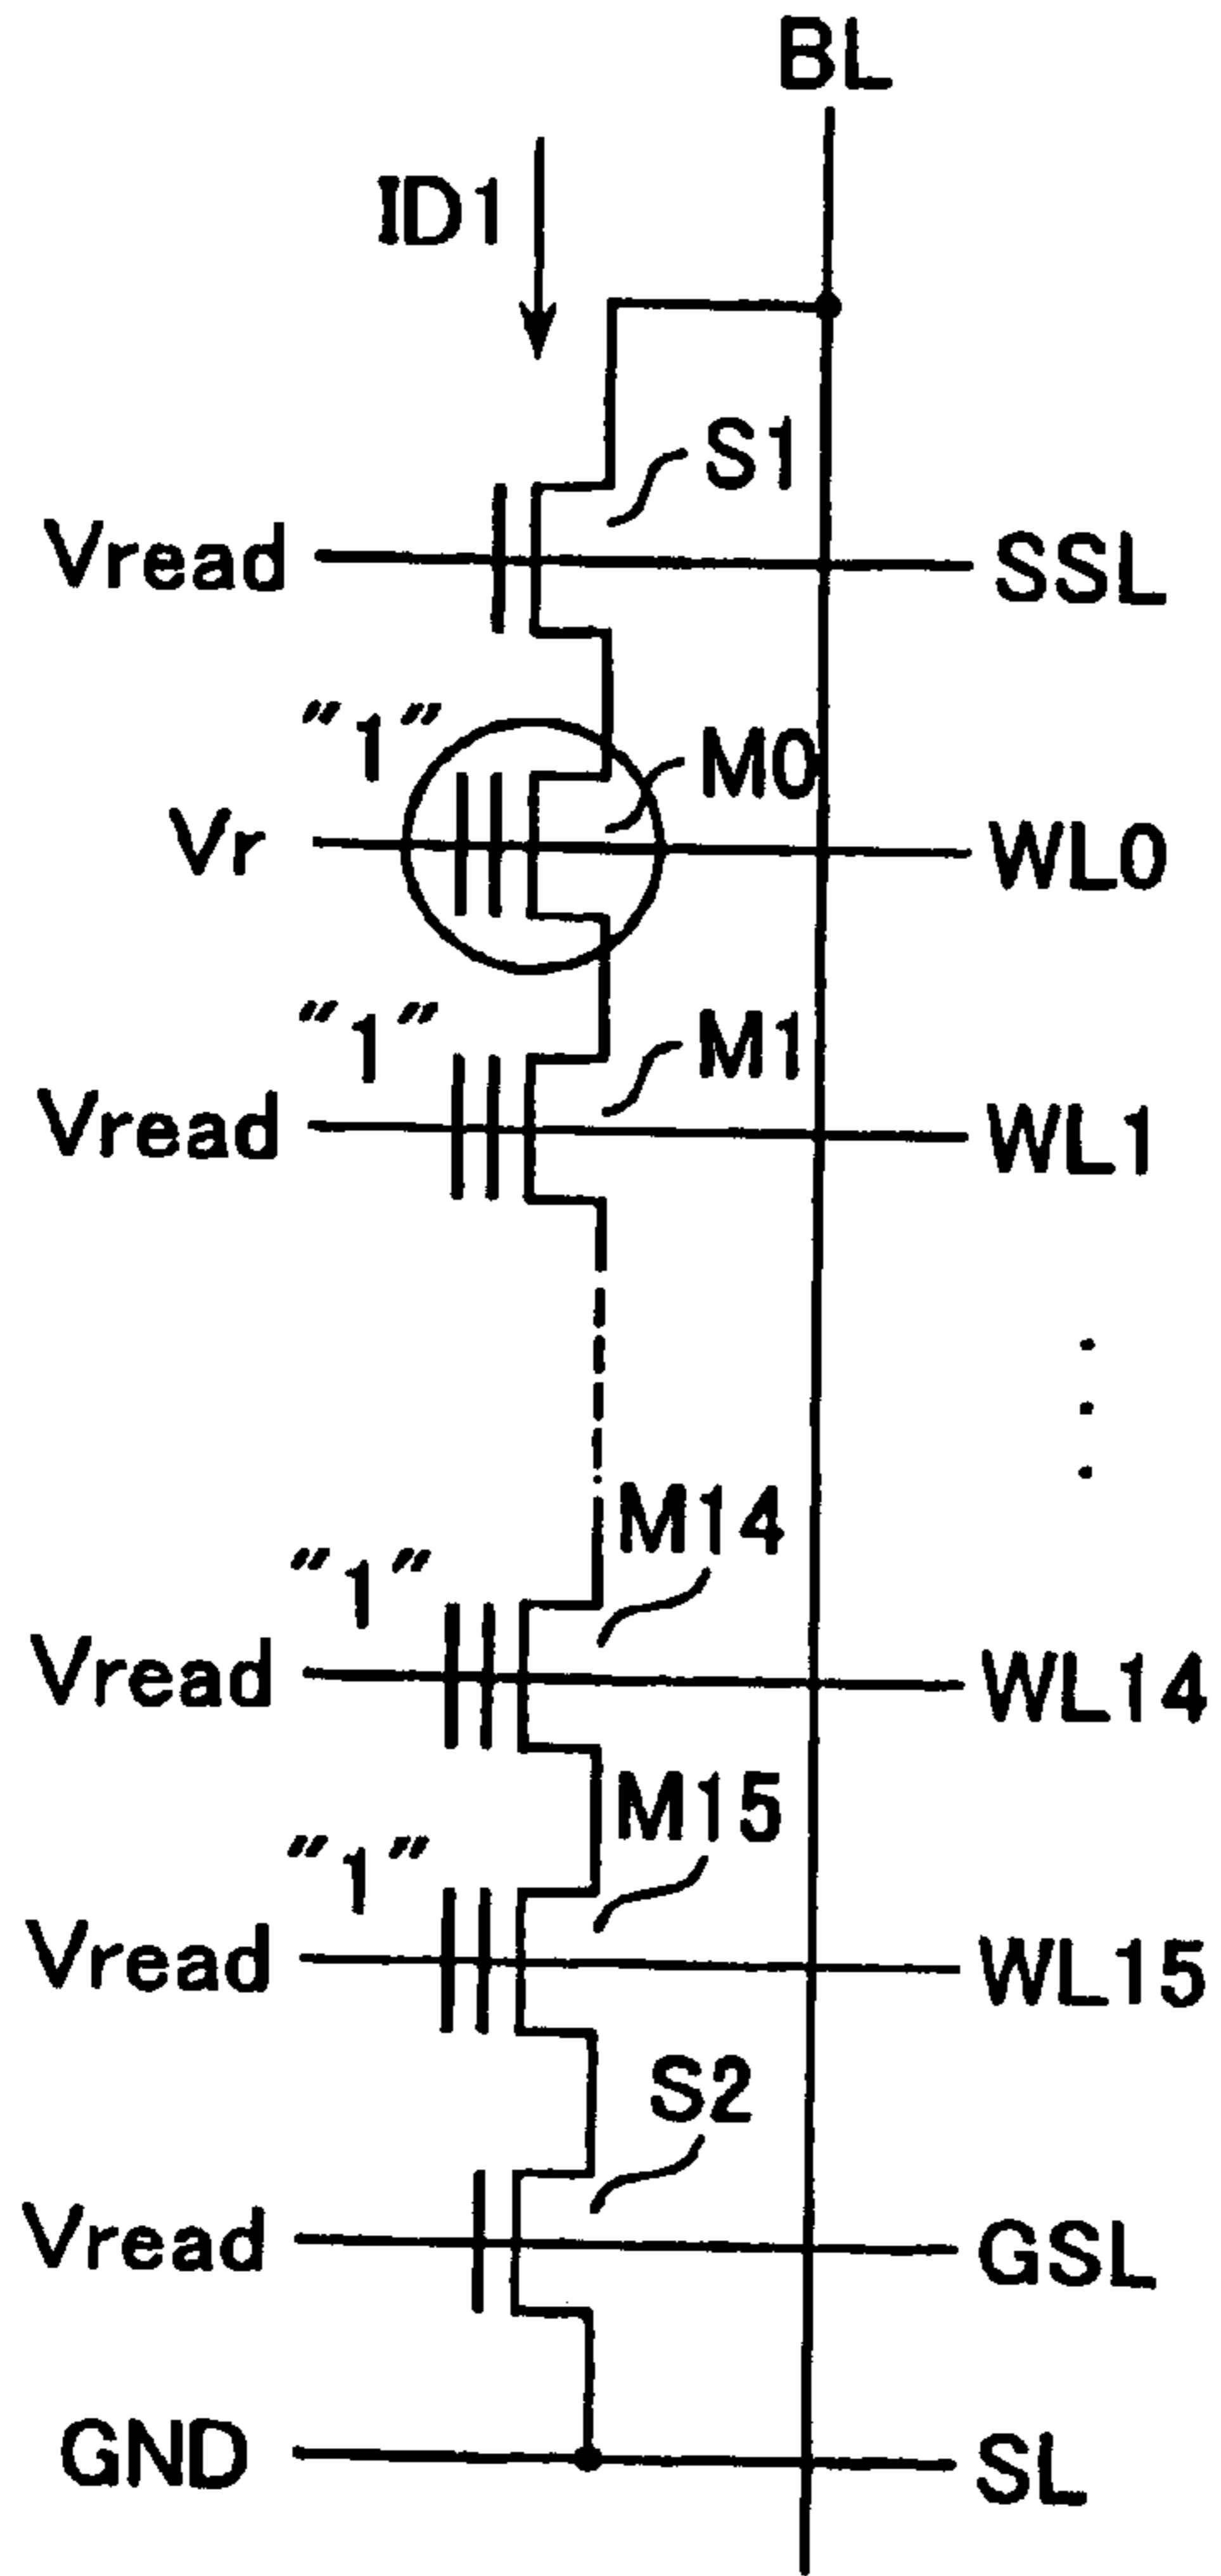 BL
ID1
S1
Vread SSL
"1" M0
Vr WL0
"1" M1
Vread WL1
M14
"1"
Vread WL14
M15
"1"
Vread WL15
S2
Vread GSL
GND SL